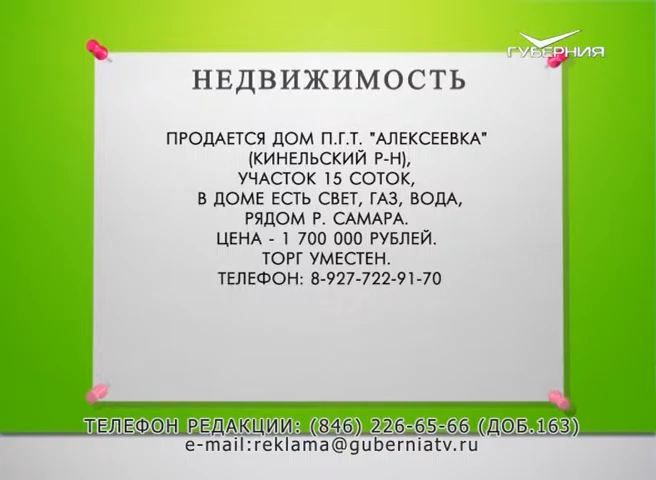 ГУБЕРНИЯ
НЕДВИЖИМОСТЬ
ПРОДАЕТСЯ ДОМ П.Г.Т. "АЛЕКСЕЕВКА"
(КИНЕЛЬСКИЙ Р-Н),
УЧАСТОК 15 СОТОК,
В ДОМЕ ЕСТЬ СВЕТ, ГАЗ, ВОДА,
РЯДОМ Р. САМАРА.
ЦЕНА - 1 700 000 РУБЛЕЙ.
ТОРГ УМЕСТЕН.
ТЕЛЕФОН: 8-927-722-91-70
ТЕЛЕФОН РЕДАКЦИИ: (846) 226-65-66 (ДОБ.163)
e-mail:reklama@guberniatv.ru